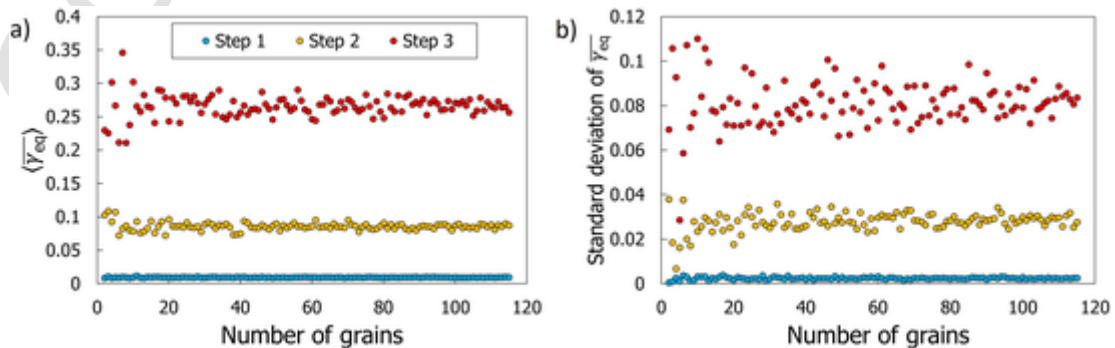 a)
0.4
0.35
0.3
0.25
0.2
0.15
0.1
0.05
0
⟨γ̅eq⟩
Step 1 Step 2 Step 3
0 20 40 60 80 100 120
Number of grains
b)
0.12
0.1
0.08
0.06
0.04
0.02
0
Standard deviation of γ̅eq
0 20 40 60 80 100 120
Number of grains